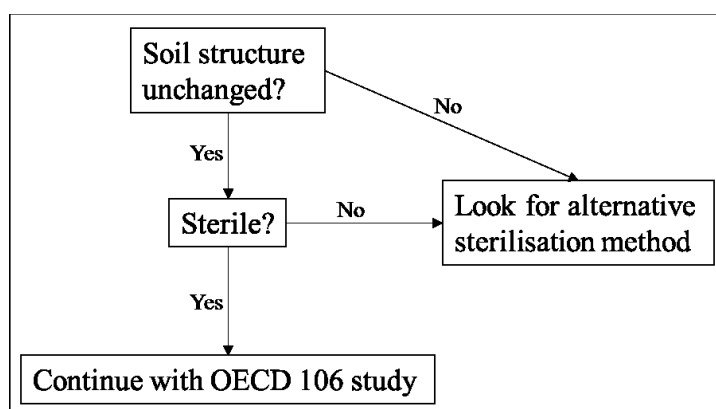 Soil structure
unchanged?
No
Yes
Sterile?
No
Look for alternative
sterilisation method
Yes
Continue with OECD 106 study